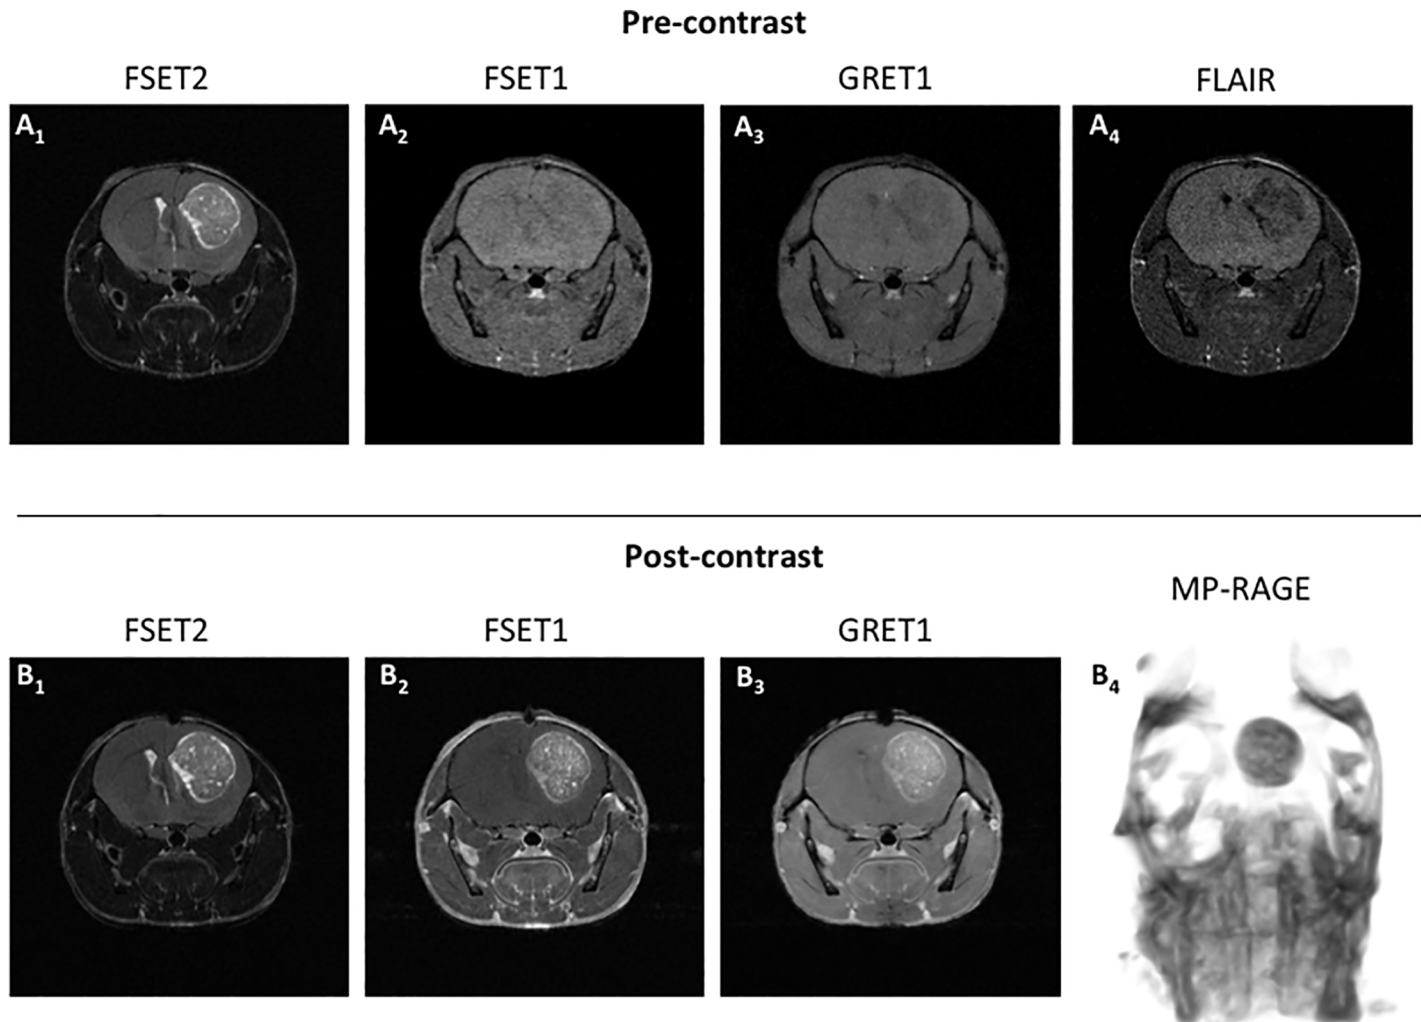 Pre-contrast
FSET2 FSET1 GRET1 FLAIR
A1 A2 A3 A4
Post-contrast
MP-RAGE
FSET2 FSET1 GRET1
B1 B2 B3 B4